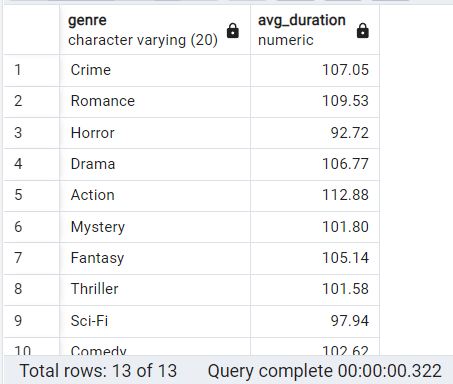 genre avg_duration
character varying (20) numeric
1 Crime 107.05
2 Romance 109.53
3 Horror 92.72
4 Drama 106.77
5 Action 112.88
6 Mystery 101.80
7 Fantasy 105.14
8 Thriller 101.58
9 Sci-Fi 97.94
10 Comedy 102.62
Total rows: 13 of 13 Query complete 00:00:00.322